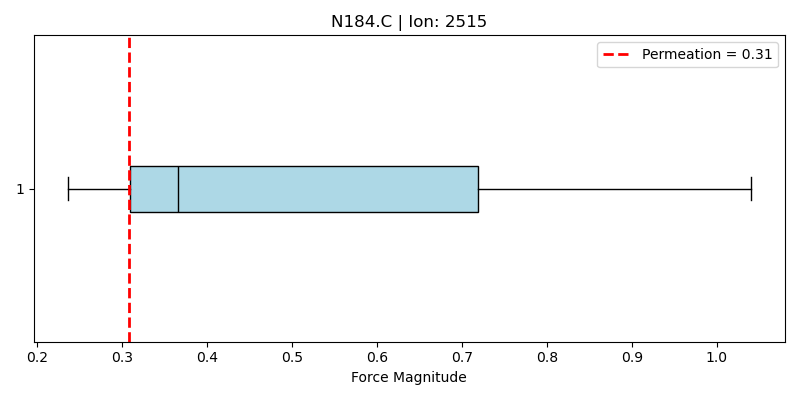 N184.C | Ion: 2515
Permeation = 0.31
1
0.2 0.3 0.4 0.5 0.6 0.7 0.8 0.9 1.0
Force Magnitude